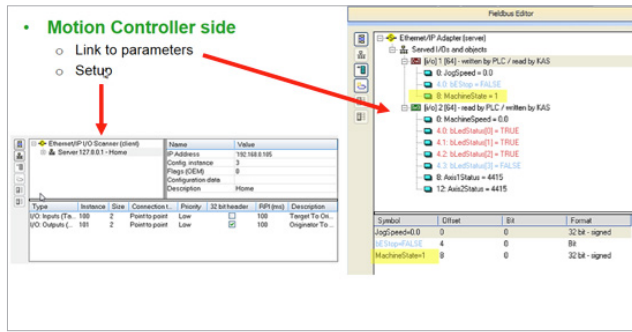 Motion Controller side
Link to parameters
Setup
Fieldbus Editor
Ethernet/IP Adapter (server)
Served I/Os and objects
[i/o] 1 [64] - written by PLC / read by KAS
0: JogSpeed = 0.0
4.0: bEStop = FALSE
8: MachineState = 1
[i/o] 2 [64] - read by PLC / written by KAS
0: MachineSpeed = 0.0
4.0: bLedStatus[0] = TRUE
4.1: bLedStatus[1] = TRUE
4.2: bLedStatus[2] = TRUE
4.3: bLedStatus[3] = FALSE
8: Axis1Status = 4415
12: Axis2Status = 4415
Symbol Offset Bit Format
JogSpeed=0.0 0 0 32 bit - signed
bEStop=FALSE 4 0 Bit
MachineState=1 8 0 32 bit - signed
Ethernet/IP I/O Scanner (client)
Server 127.0.0.1 - Home
Name Value
IP Address 192.168.0.105
Config. instance 3
Flags (OEM) 0
Configuration data
Description Home
Type Instance Size Connection t... Priority 32 bit header RPI (ms) Description
I/O: Inputs (Ta... 100 2 Point to point Low 100 Target To Ori...
I/O: Outputs (... 101 2 Point to point Low 100 Originator To ...